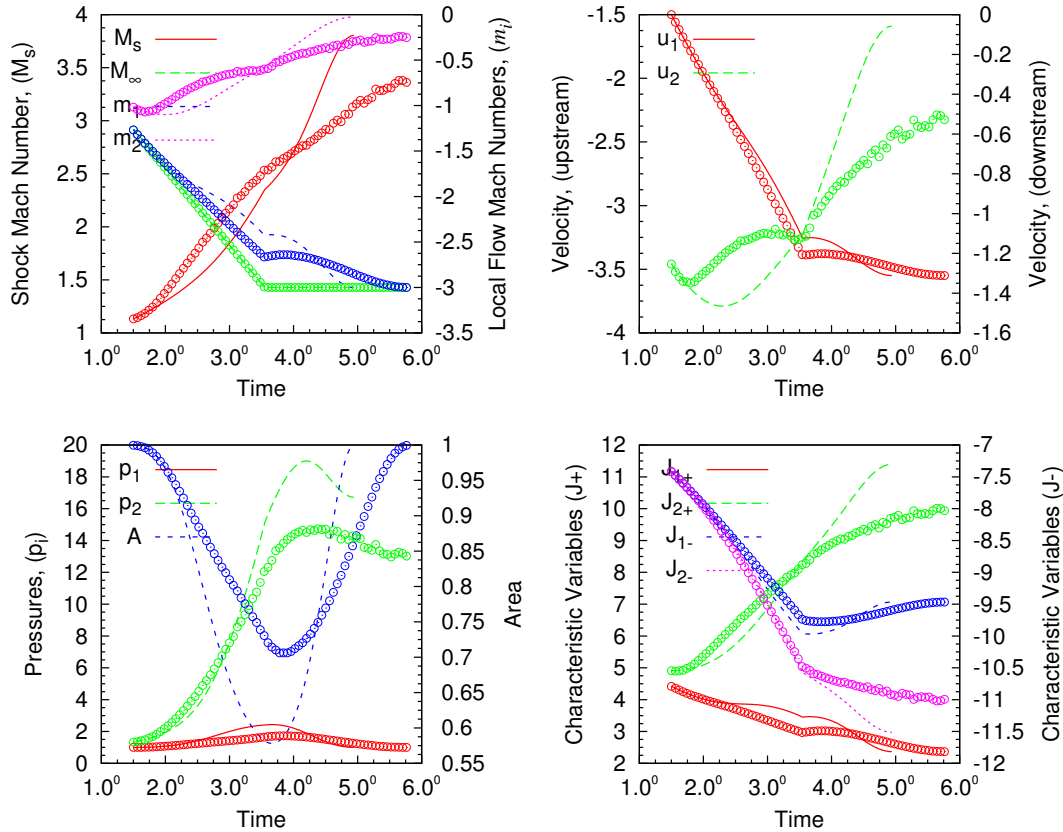 Shock Mach Number, (Mₛ)
4
3.5
3
2.5
2
1.5
1
Mₛ
M∞
m₁
m₂
0
-0.5
-1
-1.5
-2
-2.5
-3
-3.5
Local Flow Mach Numbers, (mᵢ)
1.0⁰ 2.0⁰ 3.0⁰ 4.0⁰ 5.0⁰ 6.0⁰
Time
Velocity, (upstream)
-1.5
-2
-2.5
-3
-3.5
-4
u₁
u₂
0
-0.2
-0.4
-0.6
-0.8
-1
-1.2
-1.4
-1.6
Velocity, (downstream)
1.0⁰ 2.0⁰ 3.0⁰ 4.0⁰ 5.0⁰ 6.0⁰
Time
Pressures, (pᵢ)
20
18
16
14
12
10
8
6
4
2
0
p₁
p₂
A
1
0.95
0.9
0.85
0.8
0.75
0.7
0.65
0.6
0.55
Area
1.0⁰ 2.0⁰ 3.0⁰ 4.0⁰ 5.0⁰ 6.0⁰
Time
Characteristic Variables (J+)
12
11
10
9
8
7
6
5
4
3
2
J₁₊
J₂₊
J₁₋
J₂₋
-7
-7.5
-8
-8.5
-9
-9.5
-10
-10.5
-11
-11.5
-12
Characteristic Variables (J-)
1.0⁰ 2.0⁰ 3.0⁰ 4.0⁰ 5.0⁰ 6.0⁰
Time